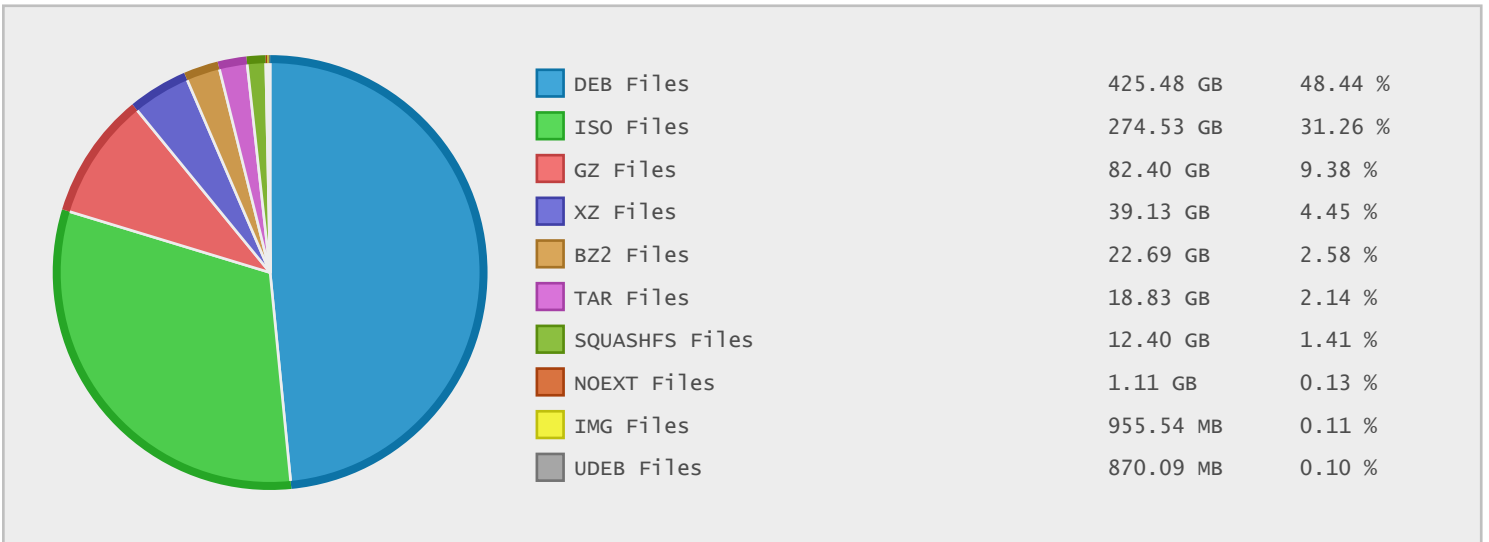 DEB Files 425.48 GB 48.44 %
ISO Files 274.53 GB 31.26 %
GZ Files 82.40 GB 9.38 %
XZ Files 39.13 GB 4.45 %
BZ2 Files 22.69 GB 2.58 %
TAR Files 18.83 GB 2.14 %
SQUASHFS Files 12.40 GB 1.41 %
NOEXT Files 1.11 GB 0.13 %
IMG Files 955.54 MB 0.11 %
UDEB Files 870.09 MB 0.10 %